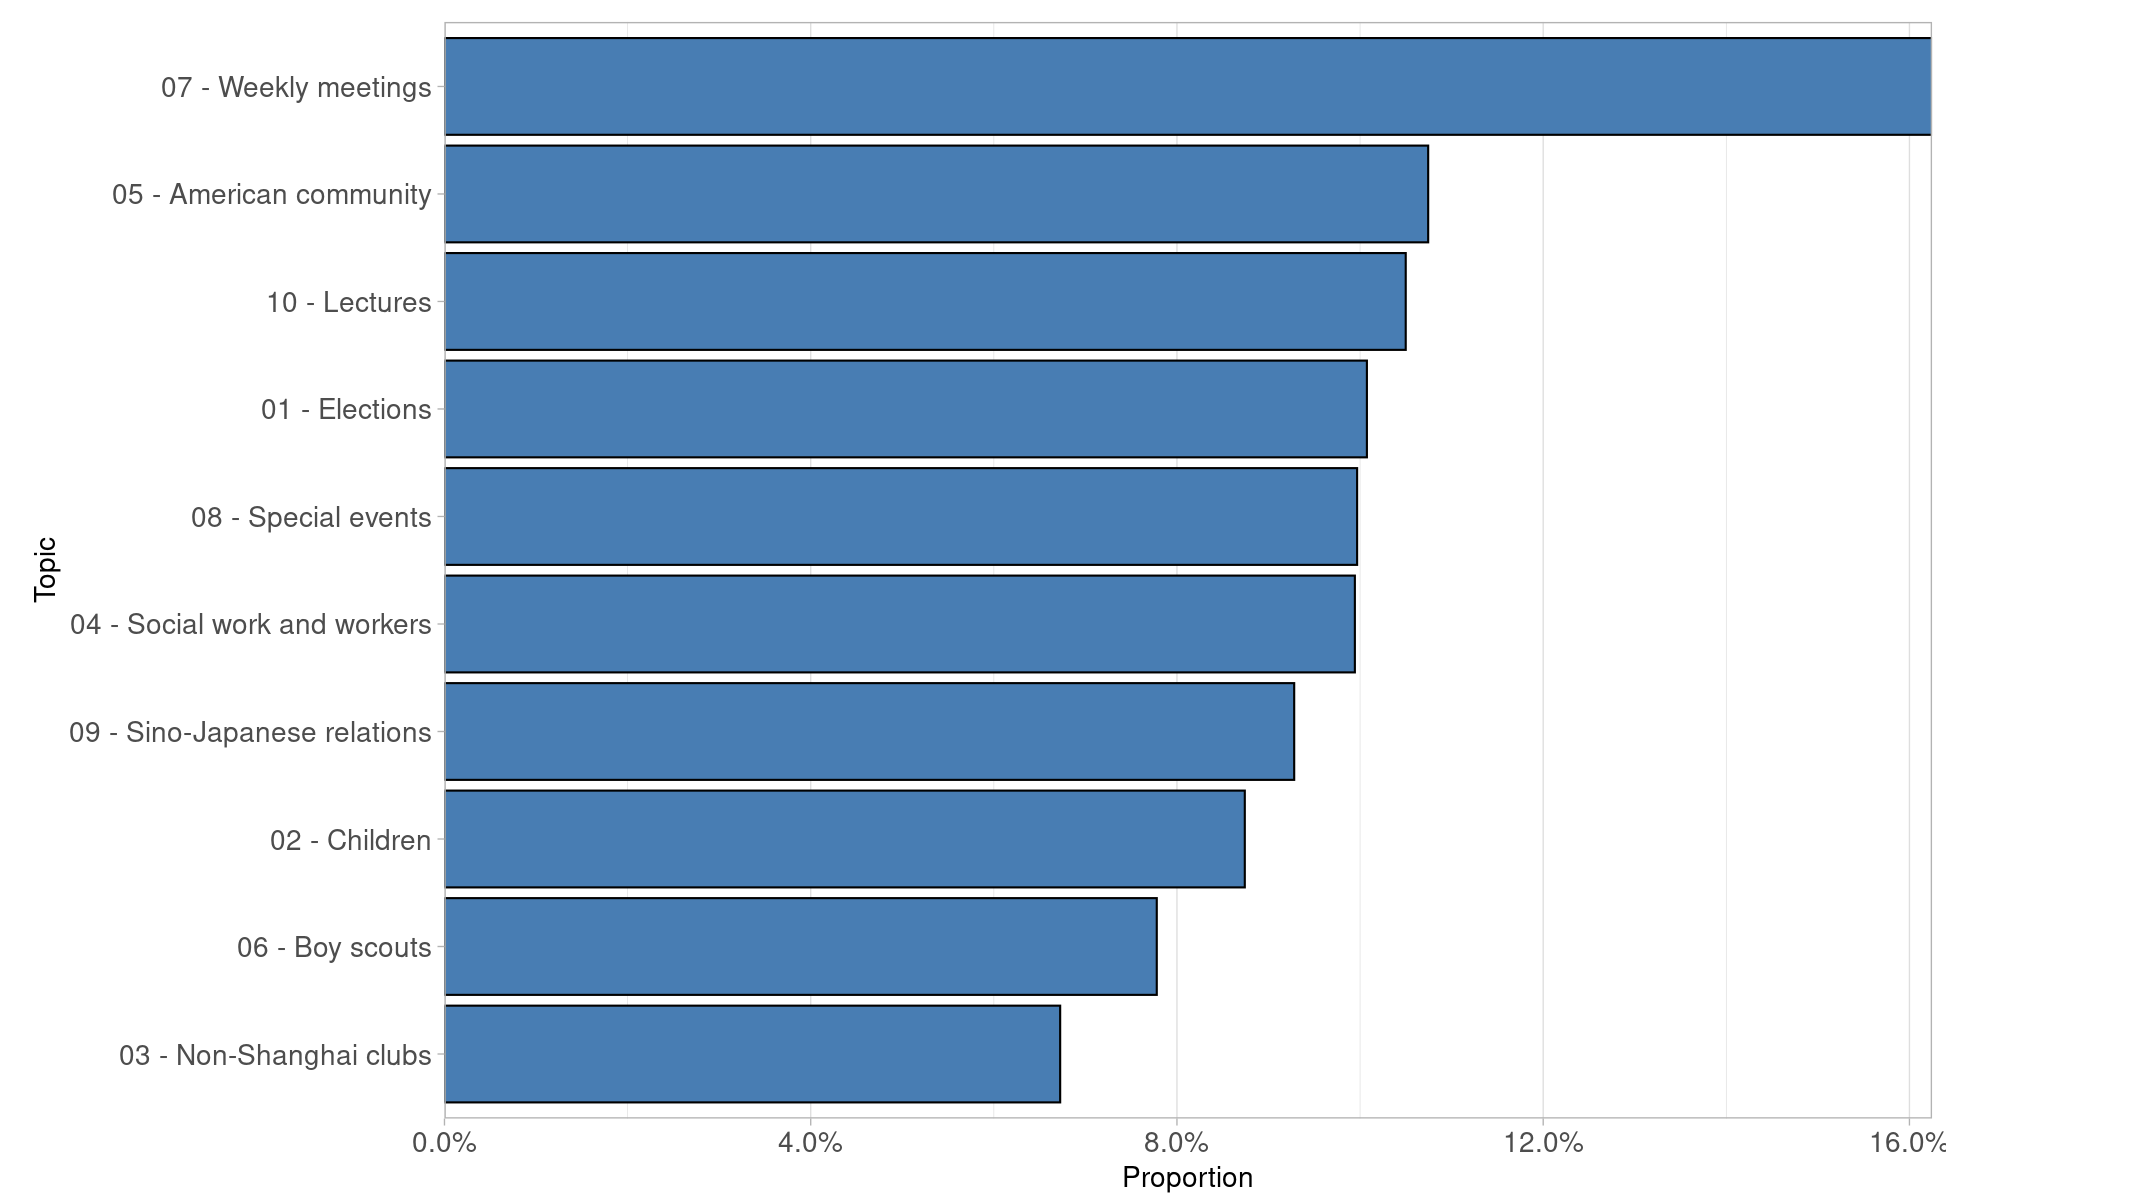 07 - Weekly meetings
05 - American community
10 - Lectures
01 - Elections
08 - Special events
04 - Social work and workers
09 - Sino-Japanese relations
02 - Children
06 - Boy scouts
03 - Non-Shanghai clubs
Topic
0.0% 4.0% 8.0% 12.0% 16.0%
Proportion